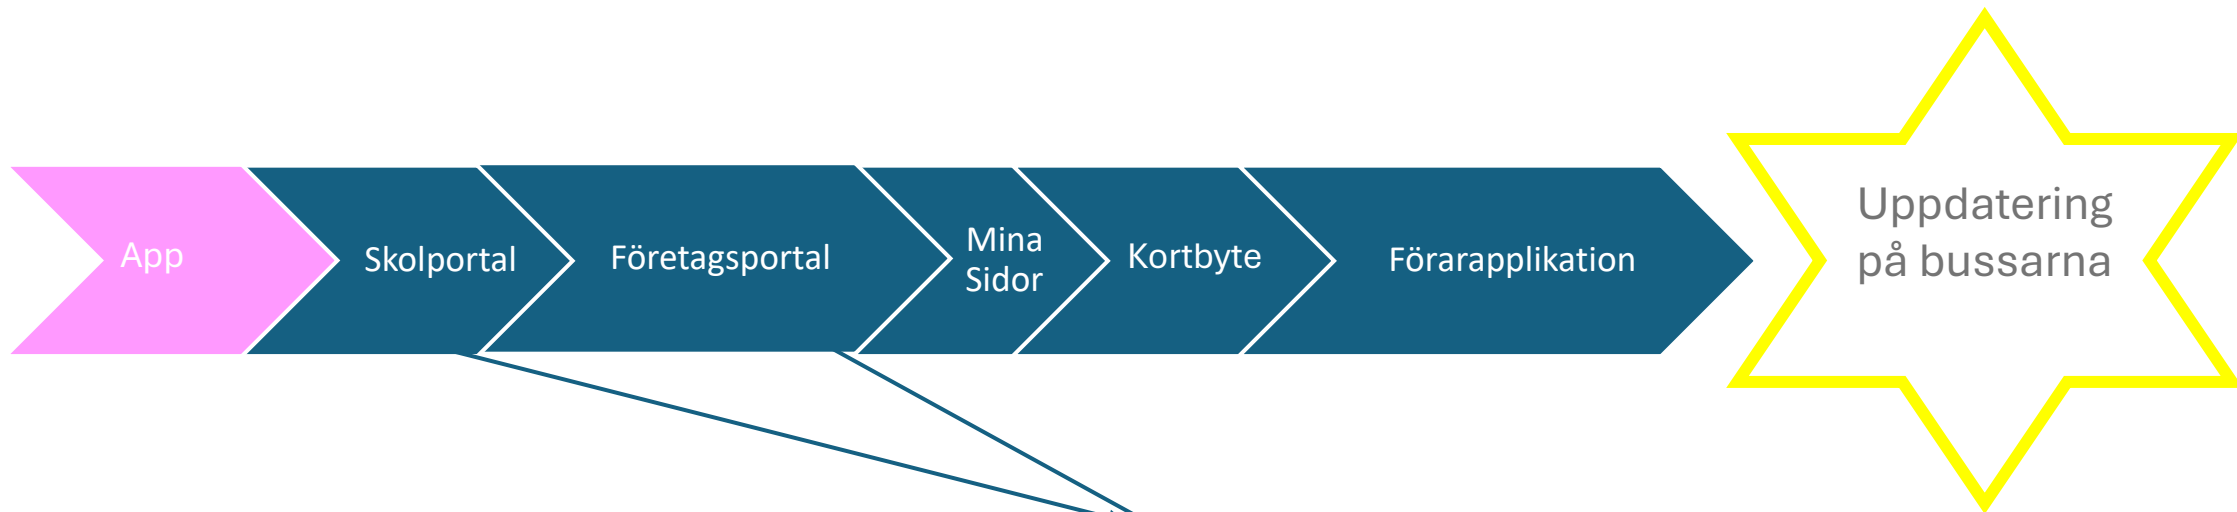 App
Skolportal
Företagsportal
Mina
Sidor
Kortbyte
Förarapplikation
Uppdatering
på bussarna